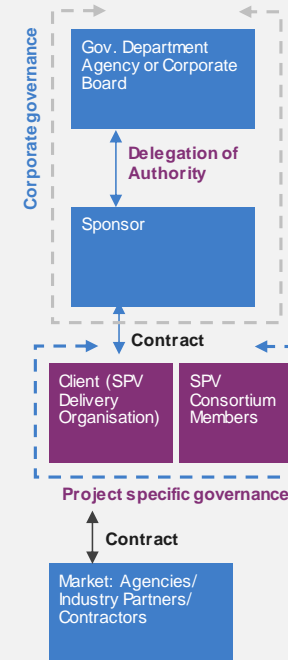 Corporate governance
Gov. Department
Agency or Corporate
Board
Delegation of
Authority
Sponsor
Contract
Client (SPV
Delivery
Organisation)
SPV
Consortium
Members
Project specific governance
Contract
Market: Agencies/
Industry Partners/
Contractors